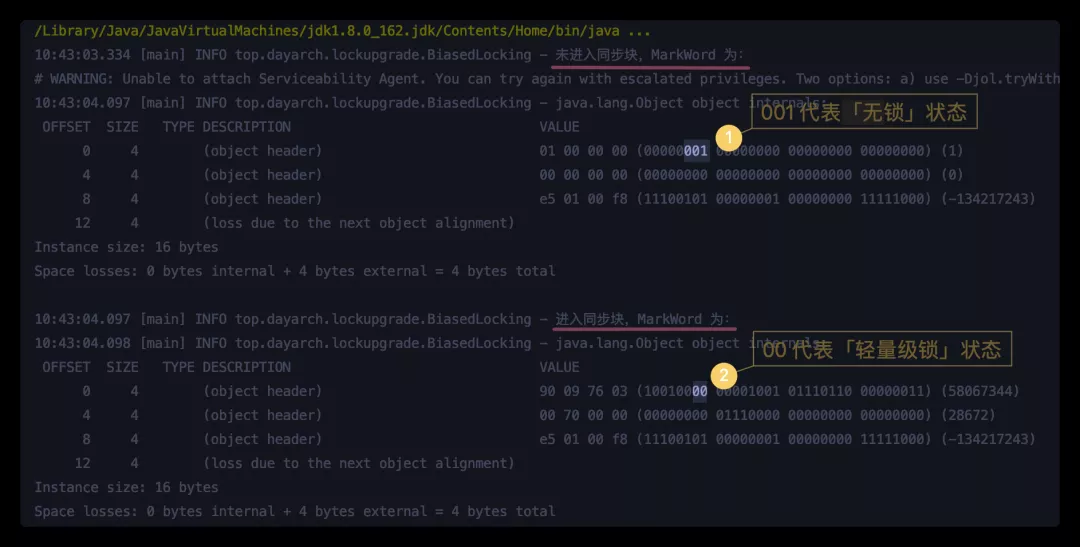 /Library/Java/JavaVirtualMachines/jdk1.8.0_162.jdk/Contents/Home/bin/java ...
10:43:03.334 [main] INFO top.dayarch.lockupgrade.BiasedLocking - 未进入同步块，MarkWord 为：
# WARNING: Unable to attach Serviceability Agent. You can try again with escalated privileges. Two options: a) use -Djol.tryWith
10:43:04.097 [main] INFO top.dayarch.lockupgrade.BiasedLocking - java.lang.Object object internals:
001 代表「无锁」状态
OFFSET SIZE TYPE DESCRIPTION VALUE
1
0 4 (object header) 01 00 00 00 (00000001 00000000 00000000 00000000) (1)
4 4 (object header) 00 00 00 00 (00000000 00000000 00000000 00000000) (0)
8 4 (object header) e5 01 00 f8 (11100101 00000001 00000000 11111000) (-134217243)
12 4 (loss due to the next object alignment)
Instance size: 16 bytes
Space losses: 0 bytes internal + 4 bytes external = 4 bytes total
10:43:04.097 [main] INFO top.dayarch.lockupgrade.BiasedLocking - 进入同步块，MarkWord 为：
10:43:04.098 [main] INFO top.dayarch.lockupgrade.BiasedLocking - java.lang.Object object internals
00 代表「轻量级锁」状态
OFFSET SIZE TYPE DESCRIPTION VALUE
2
0 4 (object header) 90 09 76 03 (10010000 00001001 01110110 00000011) (58067344)
4 4 (object header) 00 70 00 00 (00000000 01110000 00000000 00000000) (28672)
8 4 (object header) e5 01 00 f8 (11100101 00000001 00000000 11111000) (-134217243)
12 4 (loss due to the next object alignment)
Instance size: 16 bytes
Space losses: 0 bytes internal + 4 bytes external = 4 bytes total